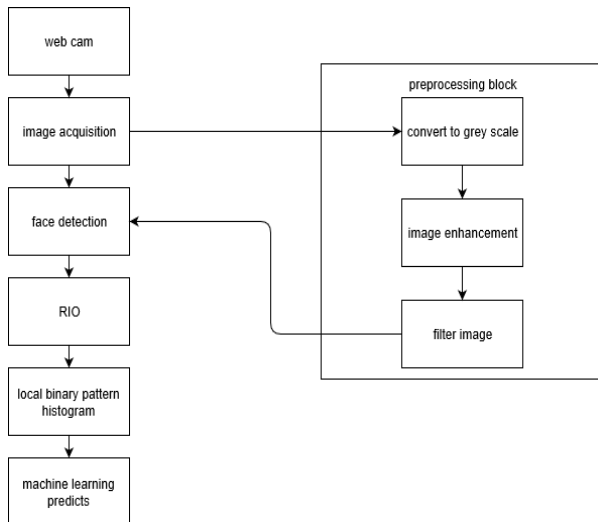 web cam
image acquisition
face detection
RIO
local binary pattern
histogram
machine learning
predicts
preprocessing block
convert to grey scale
image enhancement
filter image